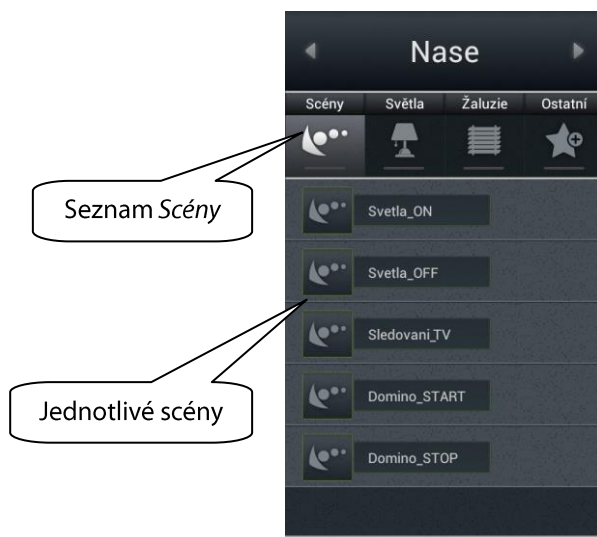 Nase
Scény Světla Žaluzie Ostatní
Seznam Scény
Svetla_ON
Svetla_OFF
Sledovani_TV
Jednotlivé scény
Domino_START
Domino_STOP